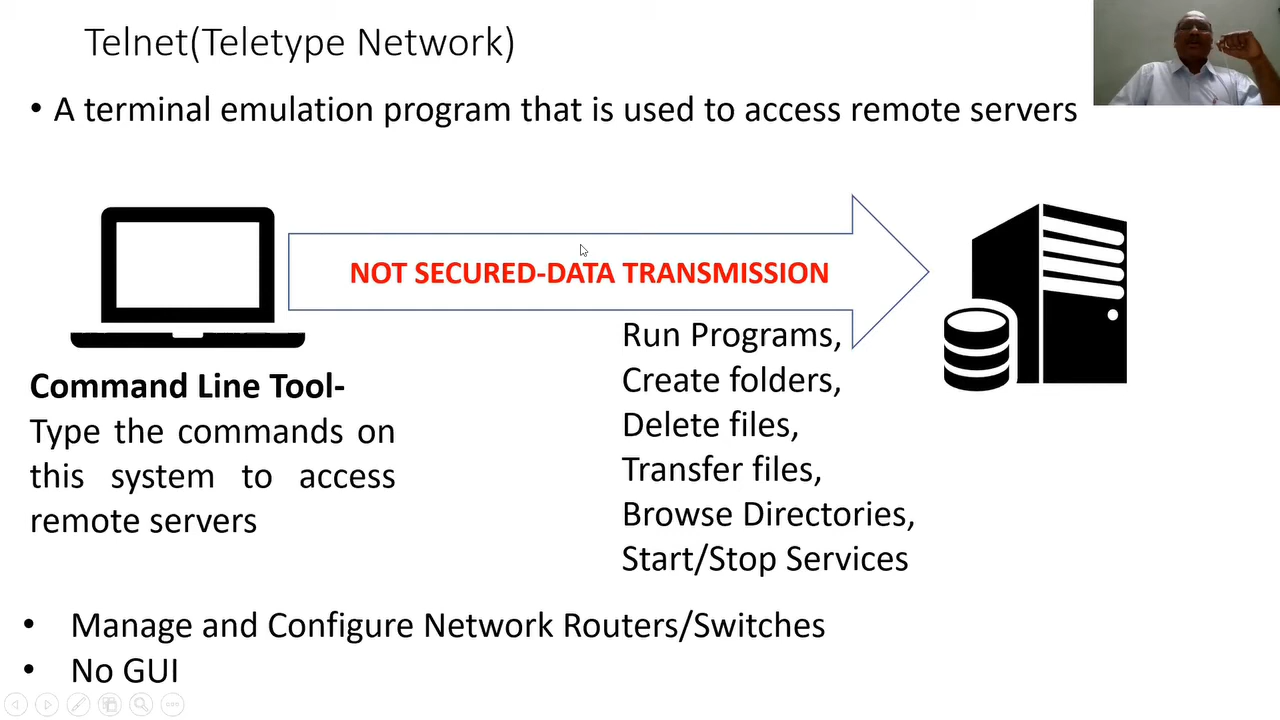 Telnet(Teletype Network)
• A terminal emulation program that is used to access remote servers
NOT SECURED-DATA TRANSMISSION
Command Line Tool-
Type the commands on
this system to access
remote servers
Run Programs,
Create folders,
Delete files,
Transfer files,
Browse Directories,
Start/Stop Services
• Manage and Configure Network Routers/Switches
• No GUI